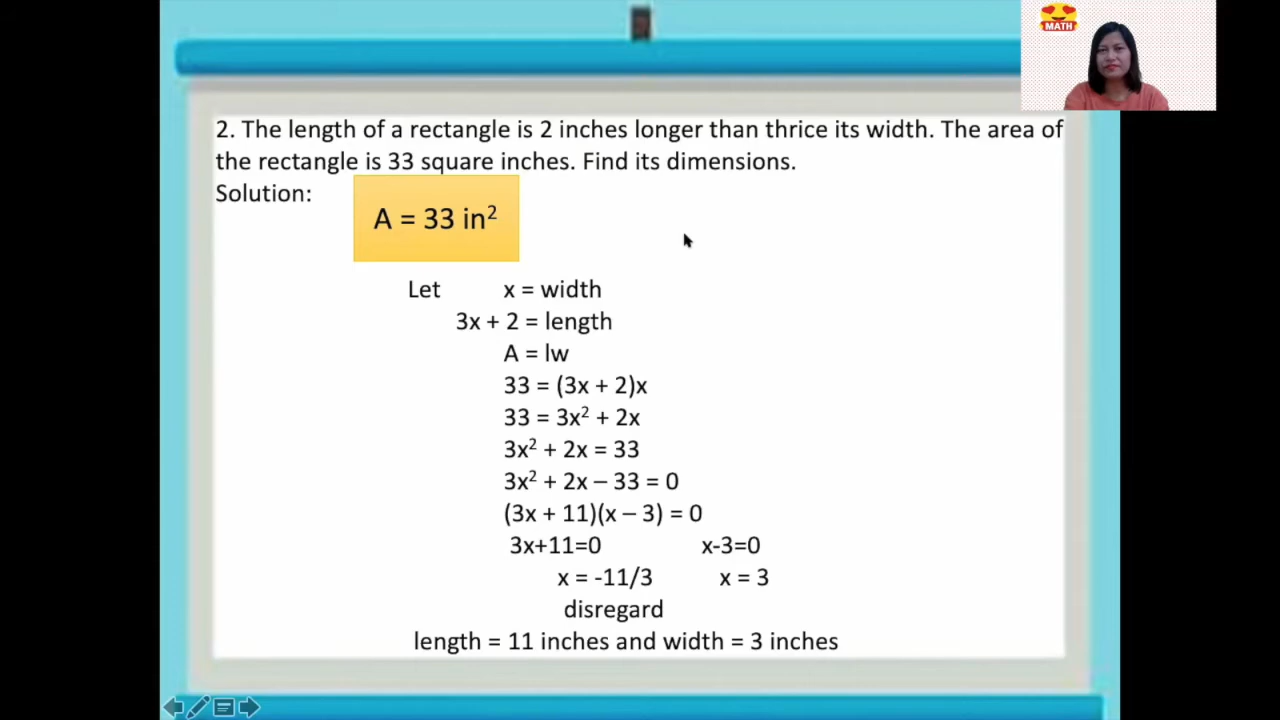 MATH
2. The length of a rectangle is 2 inches longer than thrice its width. The area of
the rectangle is 33 square inches. Find its dimensions.
Solution:
A = 33 in²
Let x = width
3x + 2 = length
A = lw
33 = (3x + 2)x
33 = 3x² + 2x
3x² + 2x = 33
3x² + 2x – 33 = 0
(3x + 11)(x – 3) = 0
3x+11=0 x-3=0
x = -11/3 x = 3
disregard
length = 11 inches and width = 3 inches